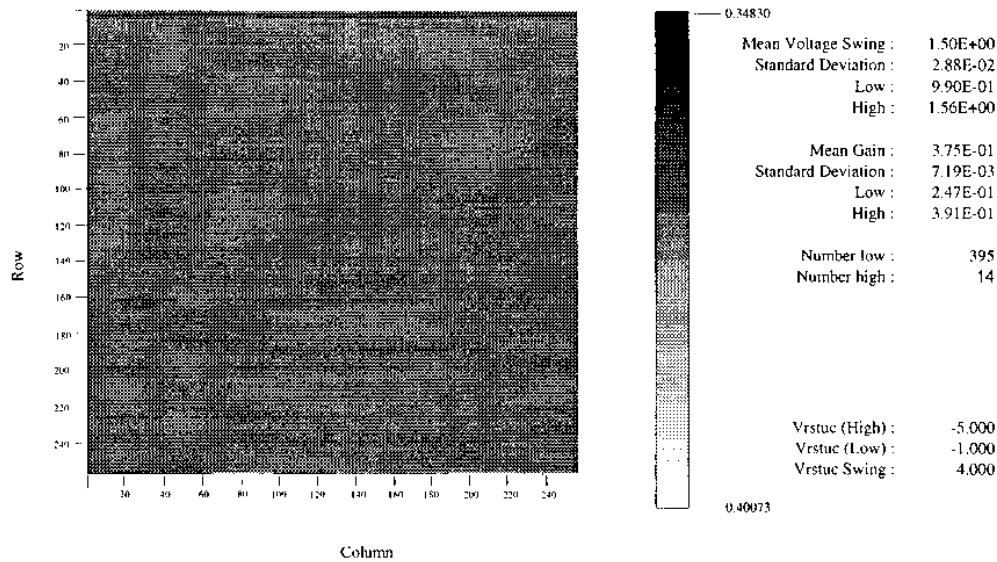 0.34830
Mean Voltage Swing : 1.50E+00
Standard Deviation : 2.88E-02
Low : 9.90E-01
High : 1.56E+00
Mean Gain : 3.75E-01
Standard Deviation : 7.19E-03
Low : 2.47E-01
High : 3.91E-01
Number low : 395
Number high : 14
Vrstuc (High) : -5.000
Vrstuc (Low) : -1.000
Vrstuc Swing : 4.000
0.40073
Row
20
40
60
80
100
120
140
160
180
200
220
240
20 40 60 80 100 120 140 160 180 200 220 240
Column